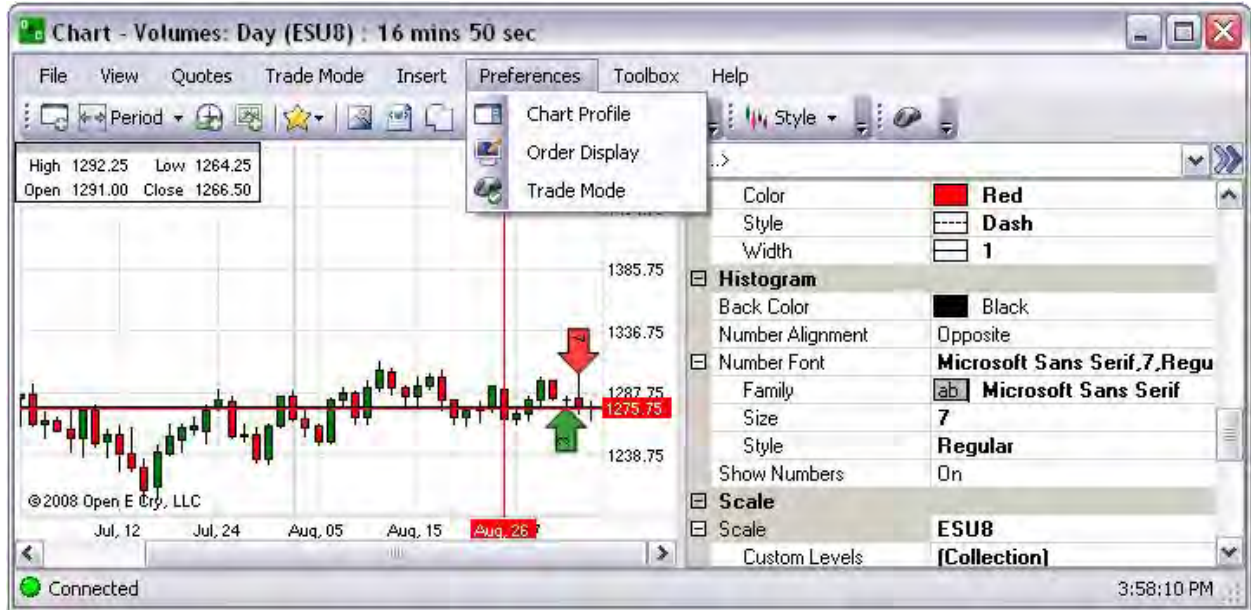 Chart - Volumes: Day (ESU8) : 16 mins 50 sec
File View Quotes Trade Mode Insert Preferences Toolbox Help
Period Style
Chart Profile
Order Display
Trade Mode
High 1292.25 Low 1264.25
Open 1291.00 Close 1266.50
..>
Color Red
Style Dash
Width 1
1385.75
Histogram
Back Color Black
1336.75
Number Alignment Opposite
Number Font Microsoft Sans Serif,7,Regu
1287.75
Family ab Microsoft Sans Serif
1275.75
Size 7
Style Regular
1238.75
Show Numbers On
©2008 Open E Cry, LLC
Scale
Jul, 12 Jul, 24 Aug, 05 Aug, 15 Aug, 26
Scale ESU8
Custom Levels (Collection)
Connected 3:58:10 PM